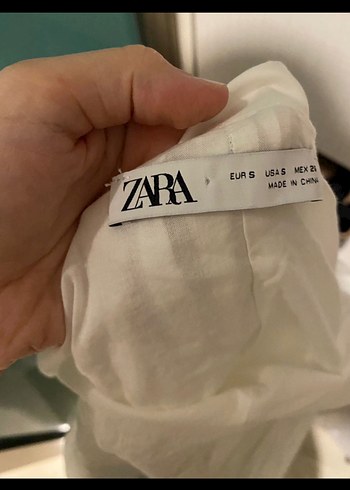 ZARA
EUR S USA S MEX 26
MADE IN CHINA